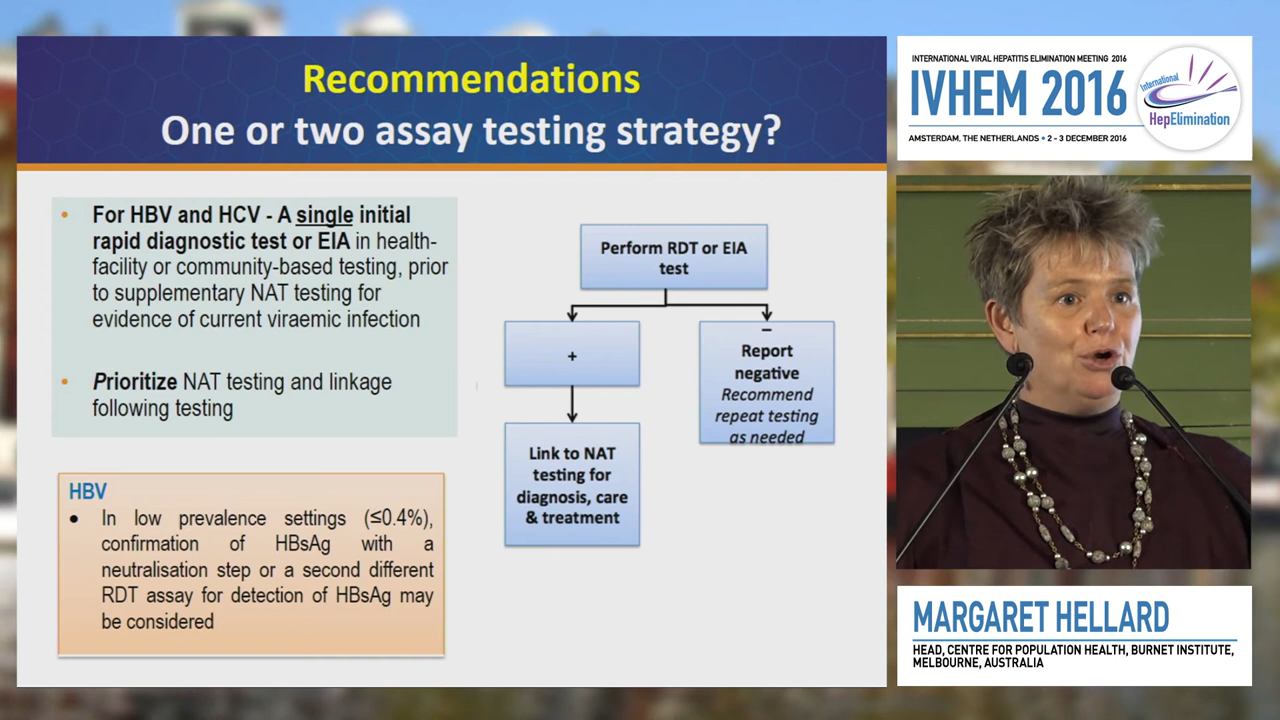 Recommendations
One or two assay testing strategy?
• For HBV and HCV - A single initial
rapid diagnostic test or EIA in health-
facility or community-based testing, prior
to supplementary NAT testing for
evidence of current viraemic infection
• Prioritize NAT testing and linkage
following testing
HBV
• In low prevalence settings (≤0.4%),
confirmation of HBsAg with a
neutralisation step or a second different
RDT assay for detection of HBsAg may
be considered
Perform RDT or EIA
test
+
Link to NAT
testing for
diagnosis, care
& treatment
–
Report
negative
Recommend
repeat testing
as needed
INTERNATIONAL VIRAL HEPATITIS ELIMINATION MEETING 2016
IVHEM 2016
AMSTERDAM, THE NETHERLANDS • 2 - 3 DECEMBER 2016
International
HepElimination
MARGARET HELLARD
HEAD, CENTRE FOR POPULATION HEALTH, BURNET INSTITUTE,
MELBOURNE, AUSTRALIA